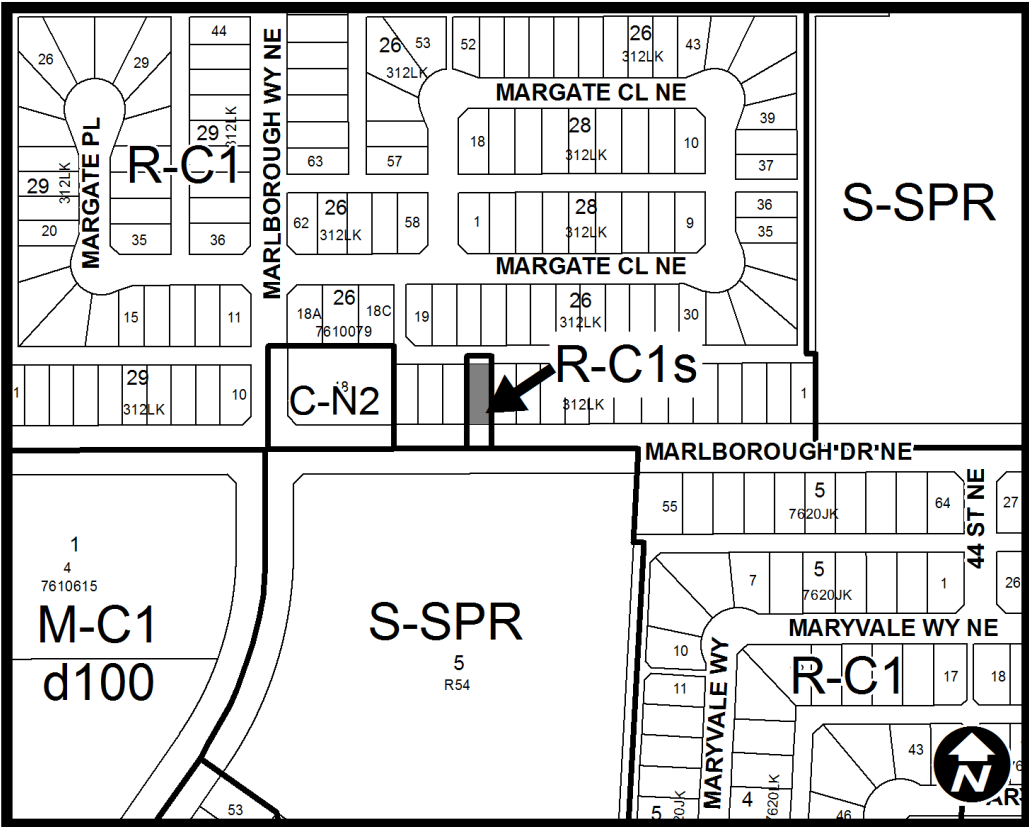 44
26
29
26
53
312LK
52
26
312LK
43
MARGATE CL NE
MARLBOROUGH WY NE
MARGATE PL
29
312LK
R-C1
63
57
18
28
312LK
10
39
37
29
312LK
20
35
36
62
26
312LK
58
1
28
312LK
9
36
35
S-SPR
MARGATE CL NE
15
11
18A
26
18C
7610079
19
26
312LK
30
R-C1s
1
29
312LK
10
C-N2
312LK
1
MARLBOROUGH DR NE
55
5
7620JK
64
44 ST NE
27
1
4
7610615
M-C1
d100
S-SPR
5
R54
7
5
7620JK
1
26
MARYVALE WY NE
10
11
MARYVALE WY
R-C1
17
18
43
N
53
5
4
7620LK
46